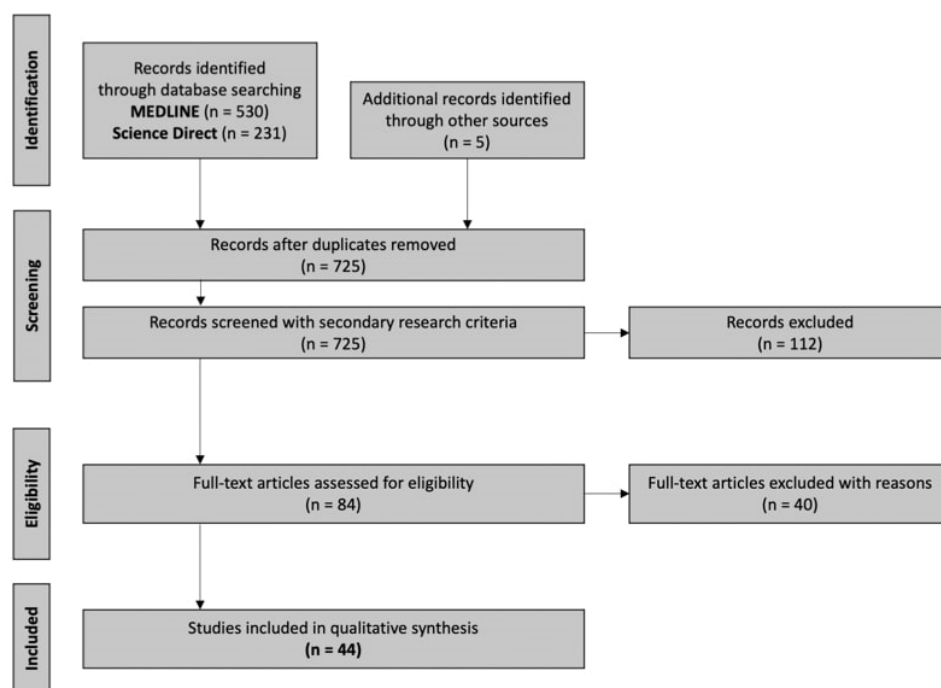 Identification
Records identified
through database searching
MEDLINE (n = 530)
Science Direct (n = 231)
Additional records identified
through other sources
(n = 5)
Screening
Records after duplicates removed
(n = 725)
Records screened with secondary research criteria
(n = 725)
Records excluded
(n = 112)
Eligibility
Full-text articles assessed for eligibility
(n = 84)
Full-text articles excluded with reasons
(n = 40)
Included
Studies included in qualitative synthesis
(n = 44)